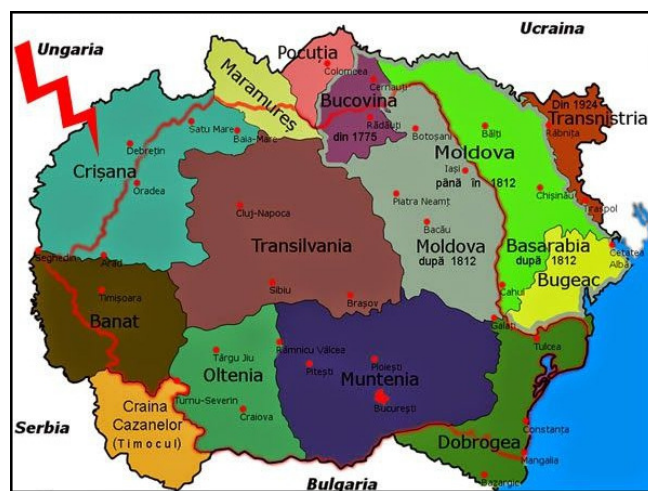 Ungaria
Ucraina
Pocuția
Colomeea
Maramureș
Cernăuți
Bucovina
Din 1924
Transnistria
Rădăuți
Râbnița
Satu Mare
Baia-Mare
din 1775
Botoșani
Bălți
Debrețin
Moldova
Crișana
Iași
până în 1812
Oradea
Piatra Neamț
Chișinău
Tiraspol
Cluj-Napoca
Bacău
Transilvania
Moldova
după 1812
Basarabia
după 1812
Cetatea
Albă
Seghedin
Arad
Bugeac
Timișoara
Sibiu
Brașov
Cahul
Banat
Galați
Tulcea
Târgu Jiu
Râmnicu Vâlcea
Oltenia
Pitești
Ploiești
Muntenia
Turnu-Severin
Craina
Cazanelor
(Timocul)
Craiova
București
Serbia
Constanța
Dobrogea
Mangalia
Bulgaria
Bazargic